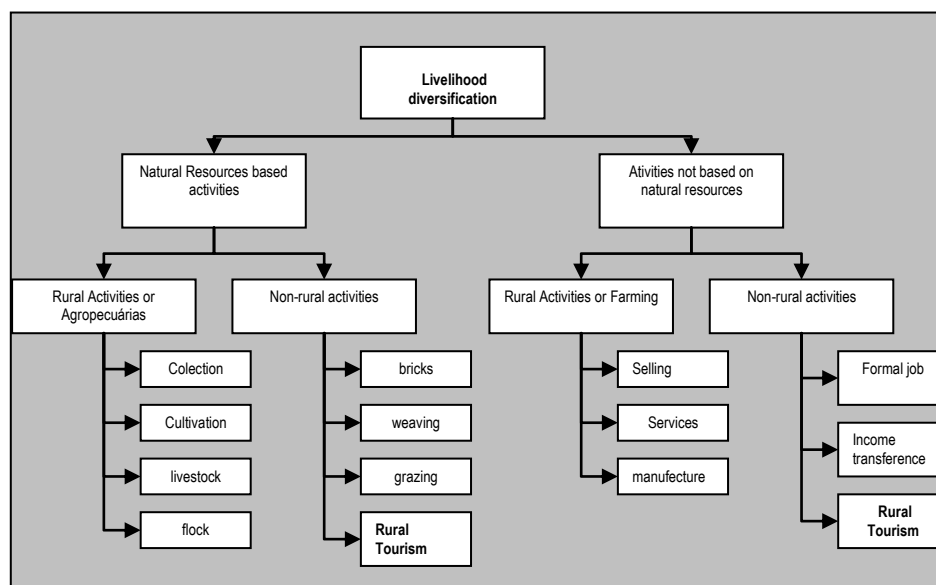 Livelihood
diversification
Natural Resources based
activities
Ativities not based on
natural resources
Rural Activities or
Agropecuárias
Non-rural activities
Rural Activities or Farming
Non-rural activities
Colection
Cultivation
livestock
flock
bricks
weaving
grazing
Rural
Tourism
Selling
Services
manufecture
Formal job
Income
transference
Rural
Tourism